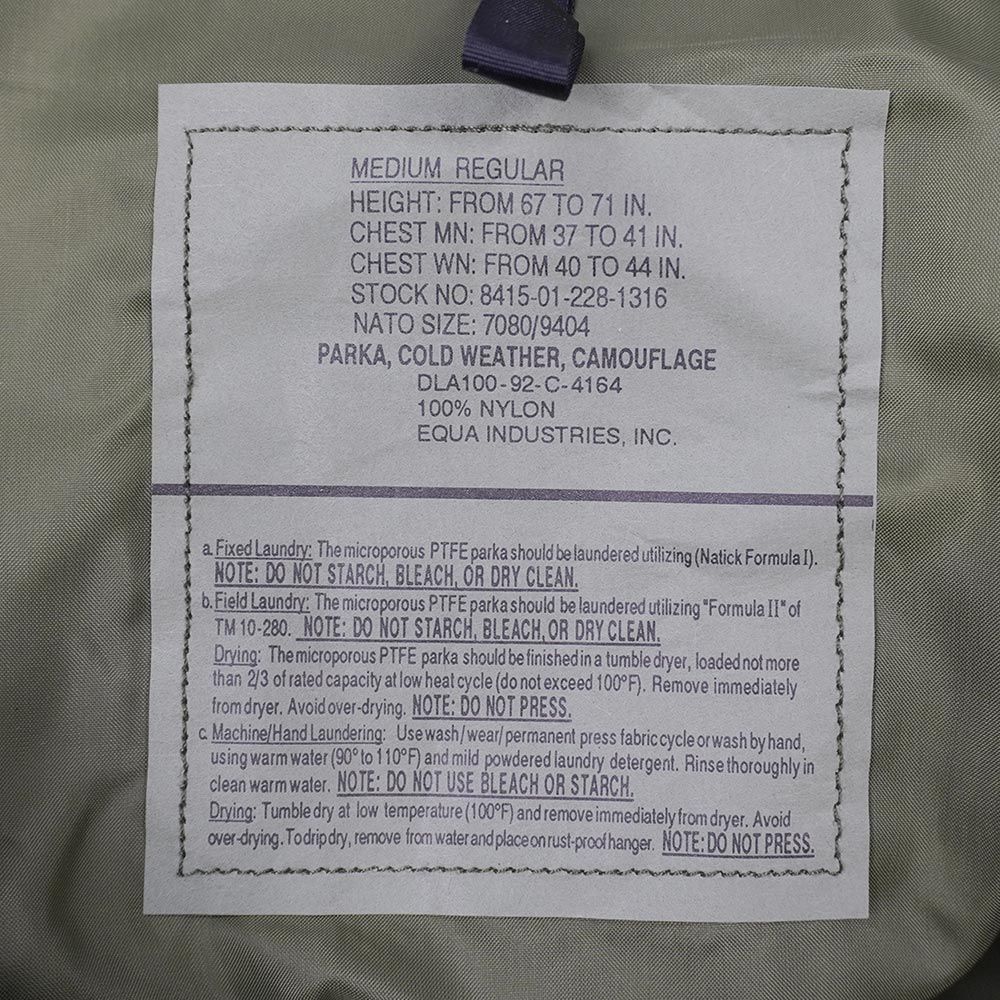 MEDIUM REGULAR
HEIGHT: FROM 67 TO 71 IN.
CHEST MN: FROM 37 TO 41 IN.
CHEST WN: FROM 40 TO 44 IN.
STOCK NO: 8415-01-228-1316
NATO SIZE: 7080/9404
PARKA, COLD WEATHER, CAMOUFLAGE
DLA100-92-C-4164
100% NYLON
EQUA INDUSTRIES, INC.
a. Fixed Laundry: The microporous PTFE parka should be laundered utilizing (Natick Formula I).
NOTE: DO NOT STARCH, BLEACH, OR DRY CLEAN.
b. Field Laundry: The microporous PTFE parka should be laundered utilizing "Formula II" of
TM 10-280. NOTE: DO NOT STARCH, BLEACH, OR DRY CLEAN.
Drying: The microporous PTFE parka should be finished in a tumble dryer, loaded not more
than 2/3 of rated capacity at low heat cycle (do not exceed 100°F). Remove immediately
from dryer. Avoid over-drying. NOTE: DO NOT PRESS.
c. Machine/Hand Laundering: Use wash/wear/permanent press fabric cycle or wash by hand,
using warm water (90° to 110°F) and mild powdered laundry detergent. Rinse thoroughly in
clean warm water. NOTE: DO NOT USE BLEACH OR STARCH.
Drying: Tumble dry at low temperature (100°F) and remove immediately from dryer. Avoid
over-drying. To drip dry, remove from water and place on rust-proof hanger. NOTE: DO NOT PRESS.